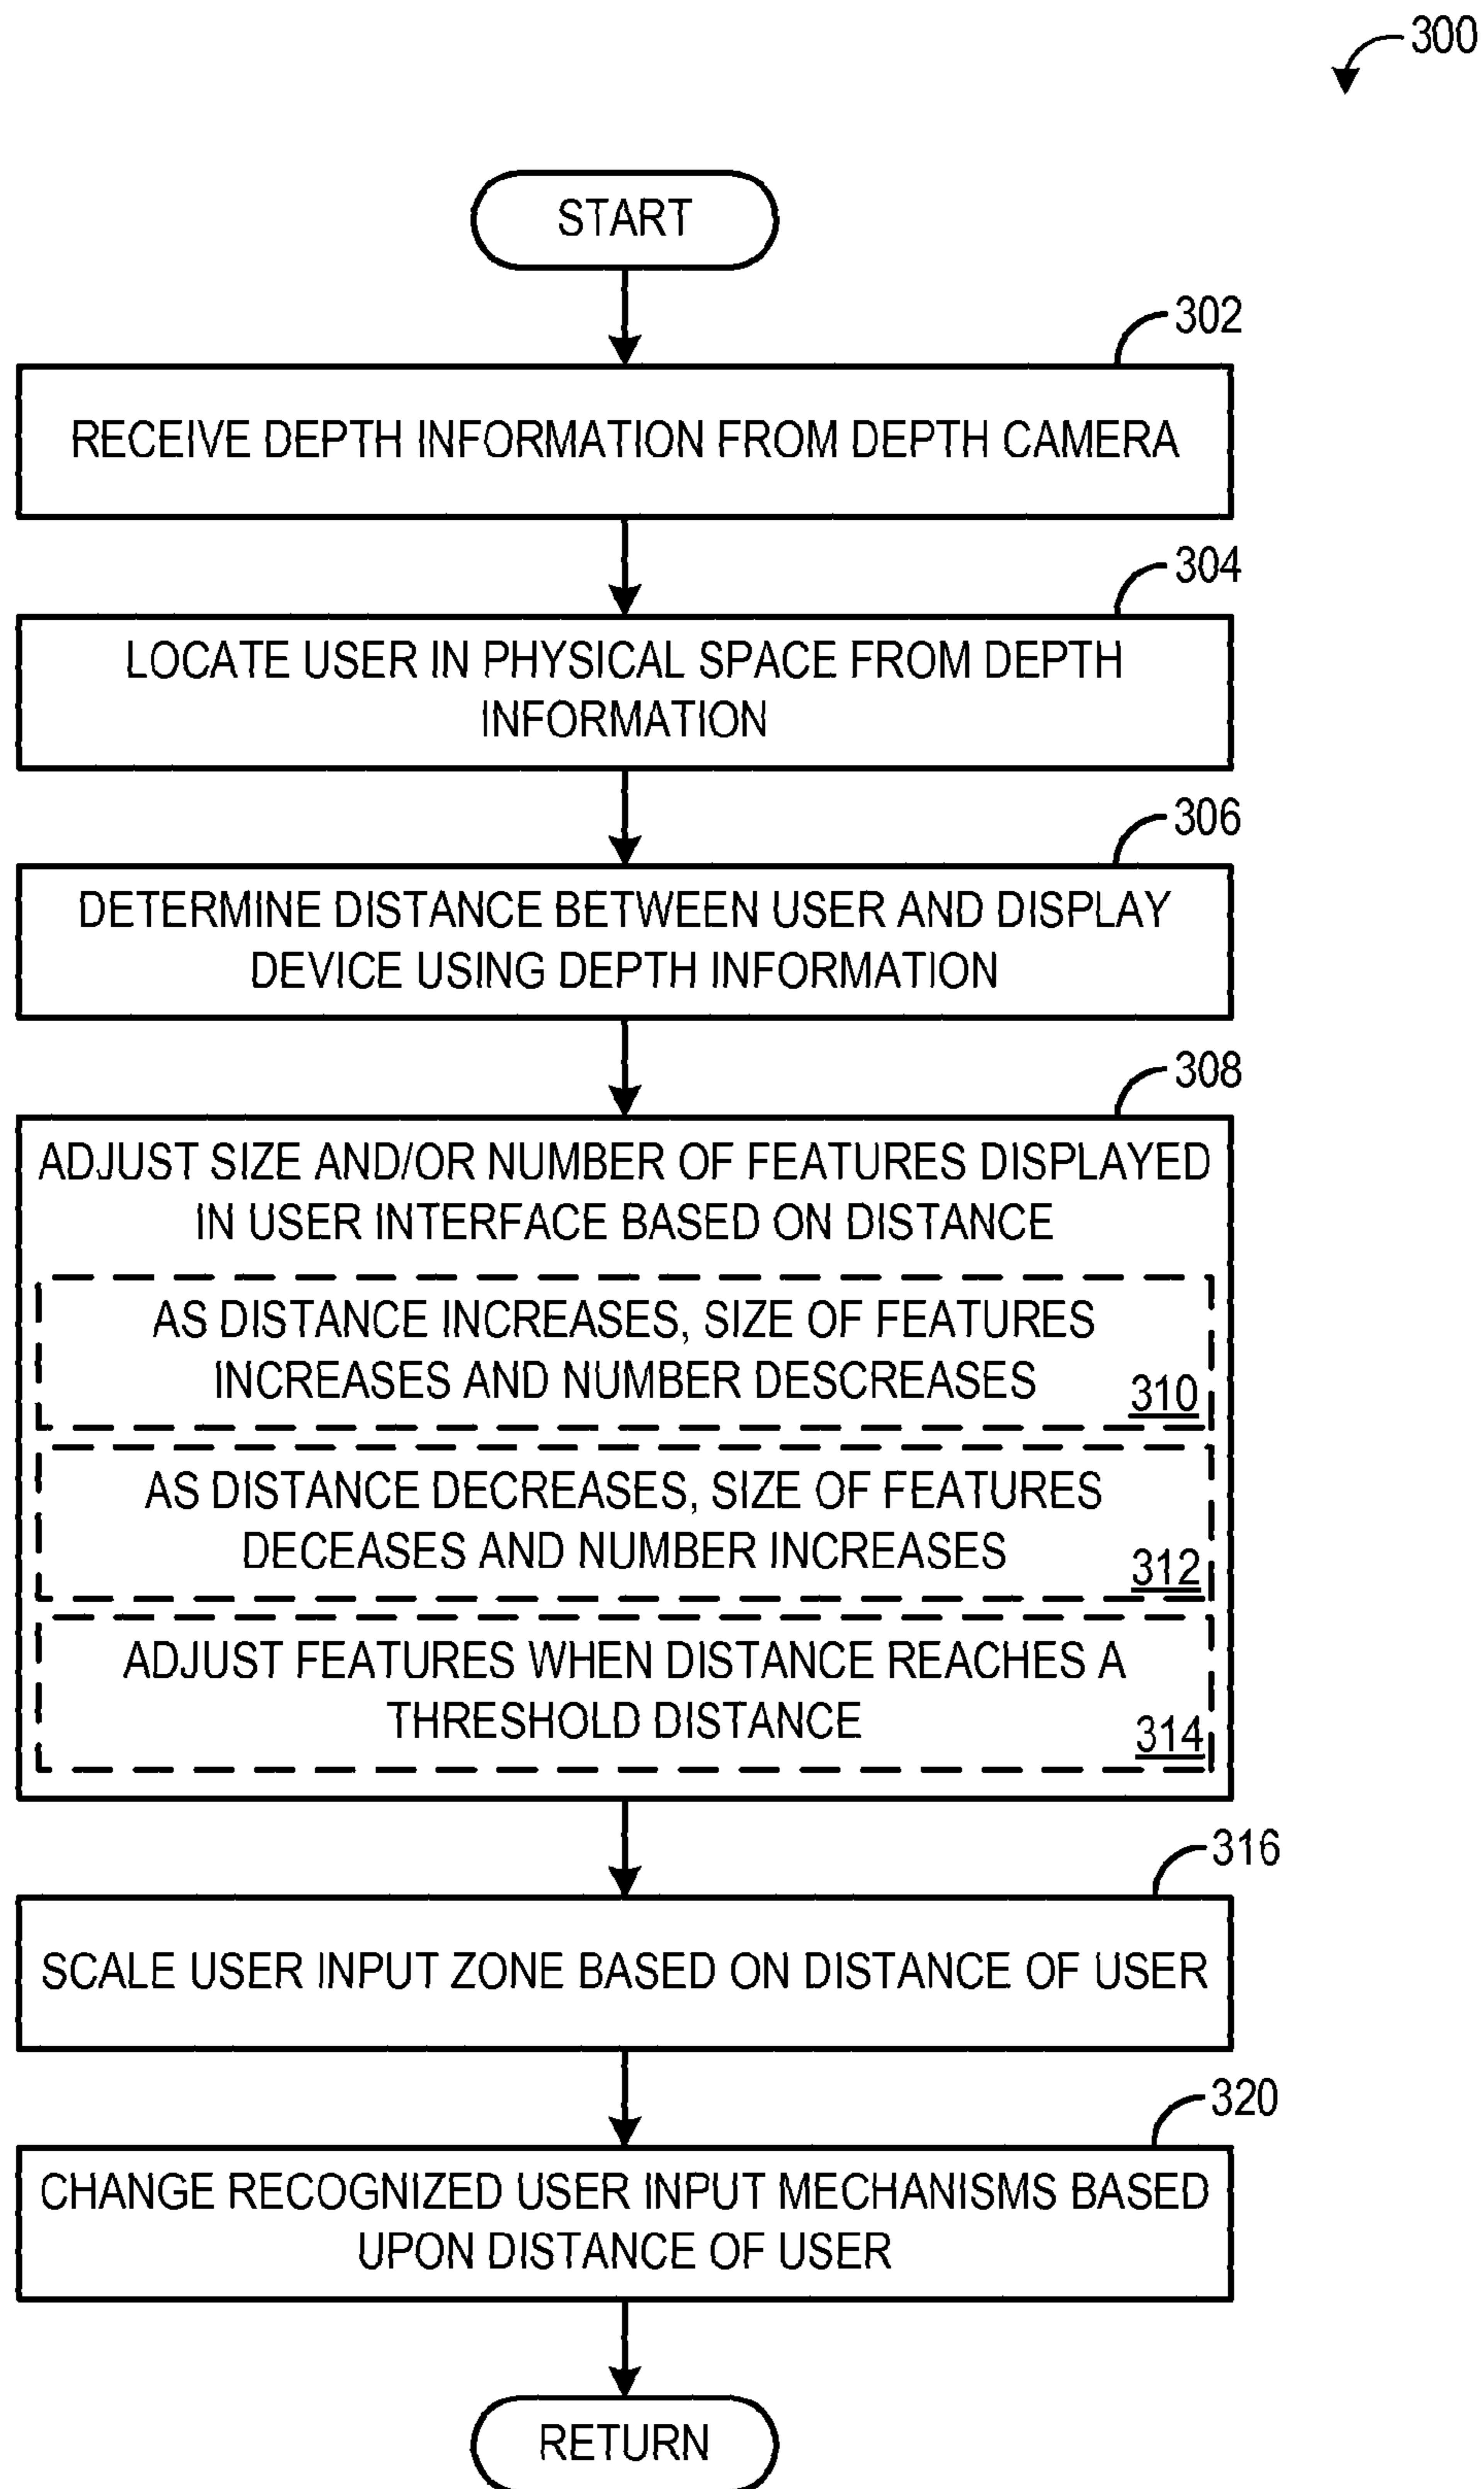 300
START
302
RECEIVE DEPTH INFORMATION FROM DEPTH CAMERA
304
LOCATE USER IN PHYSICAL SPACE FROM DEPTH
INFORMATION
306
DETERMINE DISTANCE BETWEEN USER AND DISPLAY
DEVICE USING DEPTH INFORMATION
308
ADJUST SIZE AND/OR NUMBER OF FEATURES DISPLAYED
IN USER INTERFACE BASED ON DISTANCE
AS DISTANCE INCREASES, SIZE OF FEATURES
INCREASES AND NUMBER DESCREASES
310
AS DISTANCE DECREASES, SIZE OF FEATURES
DECEASES AND NUMBER INCREASES
312
ADJUST FEATURES WHEN DISTANCE REACHES A
THRESHOLD DISTANCE
314
316
SCALE USER INPUT ZONE BASED ON DISTANCE OF USER
320
CHANGE RECOGNIZED USER INPUT MECHANISMS BASED
UPON DISTANCE OF USER
RETURN